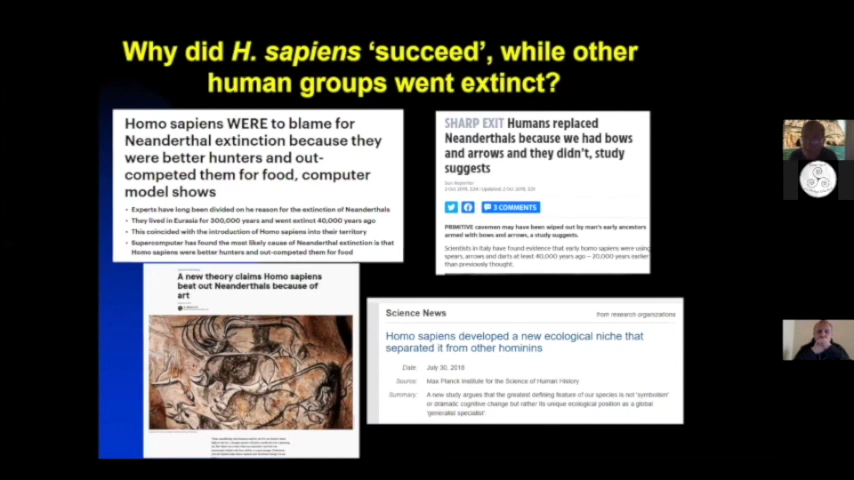 Why did H. sapiens ‘succeed’, while other
human groups went extinct?
Homo sapiens WERE to blame for
Neanderthal extinction because they
were better hunters and out-
competed them for food, computer
model shows
• Experts have long been divided on he reason for the extinction of Neanderthals
• They lived in Eurasia for 300,000 years and went extinct 40,000 years ago
• This coincided with the introduction of Homo sapiens into their territory
• Supercomputer has found the most likely cause of Neanderthal extinction is that
Homo sapiens were better hunters and out-competed them for food
SHARP EXIT Humans replaced
Neanderthals because we had bows
and arrows and they didn't, study
suggests
Sun Reporter
3 COMMENTS
PRIMITIVE cavemen may have been wiped out by man's early ancestors
armed with bows and arrows, a study suggests.
Scientists in Italy have found evidence that early homo sapiens were using
spears, arrows and darts at least 40,000 years ago – 20,000 years earlier
than previously thought.
A new theory claims Homo sapiens
beat out Neanderthals because of
art
Science News
from research organizations
Homo sapiens developed a new ecological niche that
separated it from other hominins
Date: July 30, 2018
Source: Max Planck Institute for the Science of Human History
Summary: A new study argues that the greatest defining feature of our species is not 'symbolism'
or dramatic cognitive change but rather its unique ecological position as a global
'generalist specialist'.